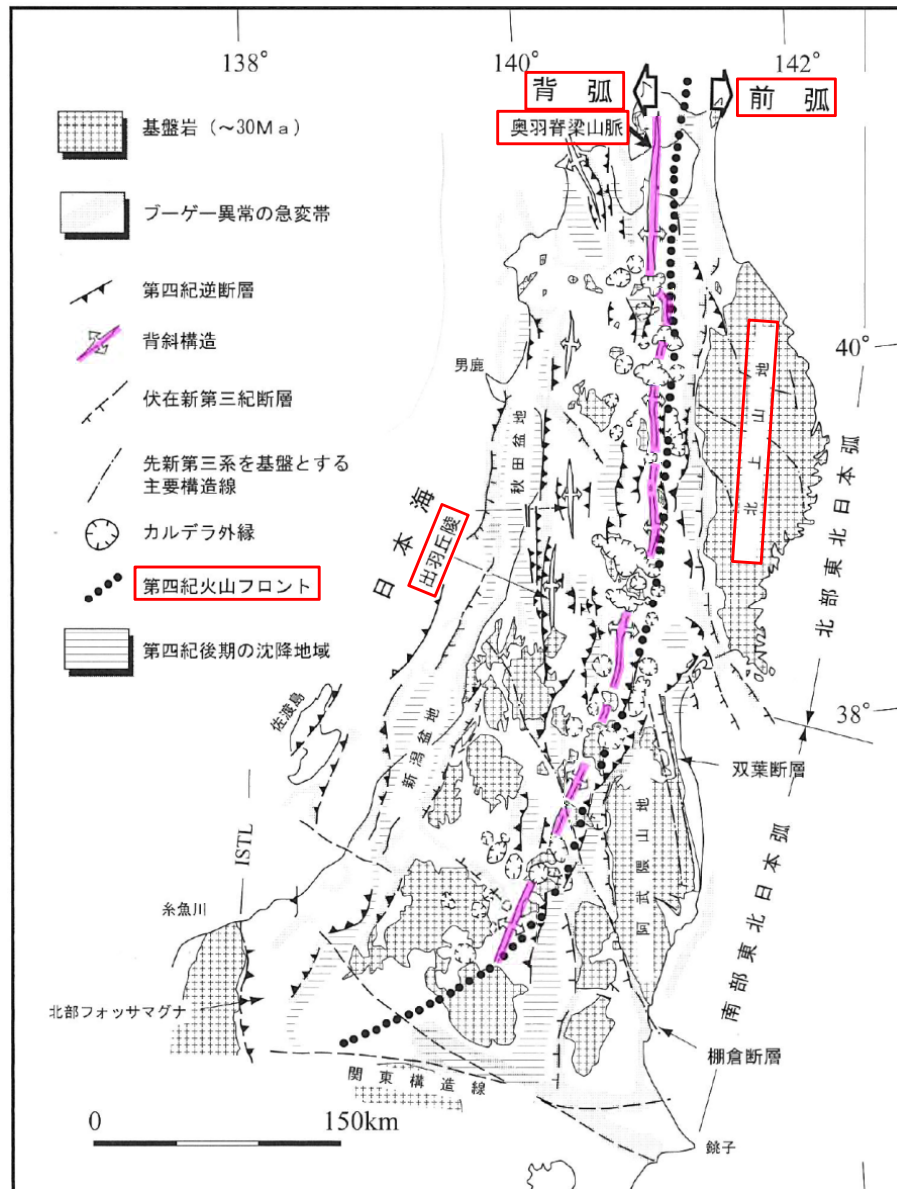 138°
140°
142°
背 弧
前 弧
奥羽脊梁山脈
基盤岩（～30Ma）
ブーゲー異常の急変帯
第四紀逆断層
背斜構造
伏在新第三紀断層
先新第三系を基盤とする
主要構造線
カルデラ外縁
第四紀火山フロント
第四紀後期の沈降地域
40°
男鹿
秋田盆地
北上山地
日本海
出羽丘陵
北部東北日本弧
38°
佐渡島
新潟盆地
双葉断層
ISTL
阿武隈山地
糸魚川
南部東北日本弧
北部フォッサマグナ
棚倉断層
関東構造線
0
150km
銚子